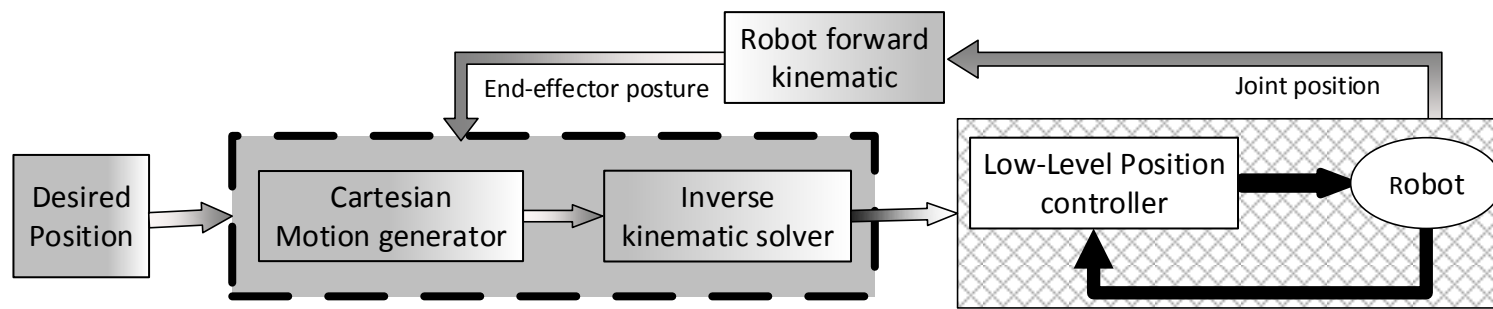 Robot forward
kinematic
End-effector posture
Joint position
Desired
Position
Cartesian
Motion generator
Inverse
kinematic solver
Low-Level Position
controller
Robot